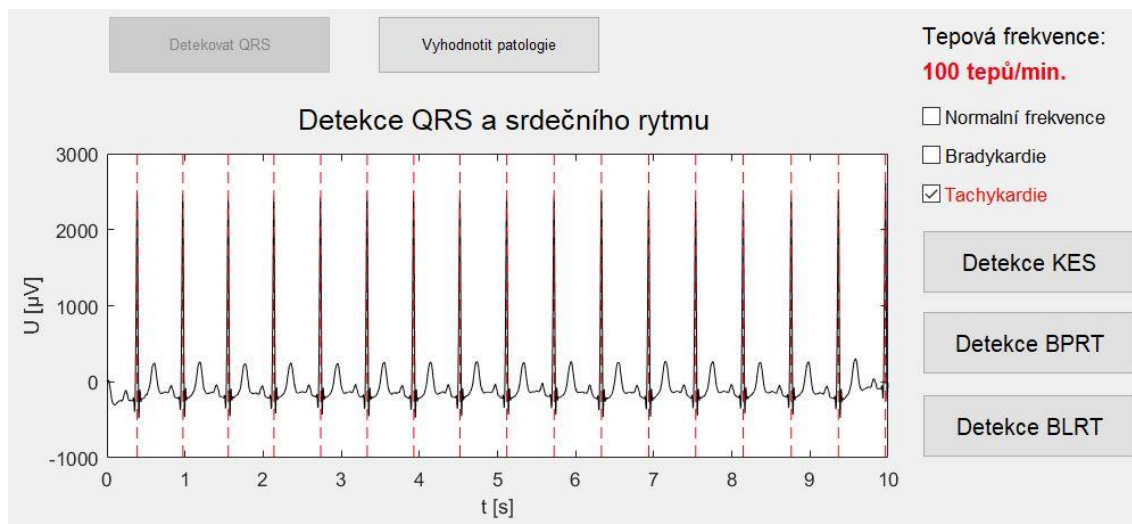 Detekovat QRS
Vyhodnotit patologie
Tepová frekvence:
100 tepů/min.
Normalní frekvence
Bradykardie
Tachykardie
Detekce KES
Detekce BPRT
Detekce BLRT
Detekce QRS a srdečního rytmu
3000
2000
1000
0
-1000
U [µV]
0 1 2 3 4 5 6 7 8 9 10
t [s]